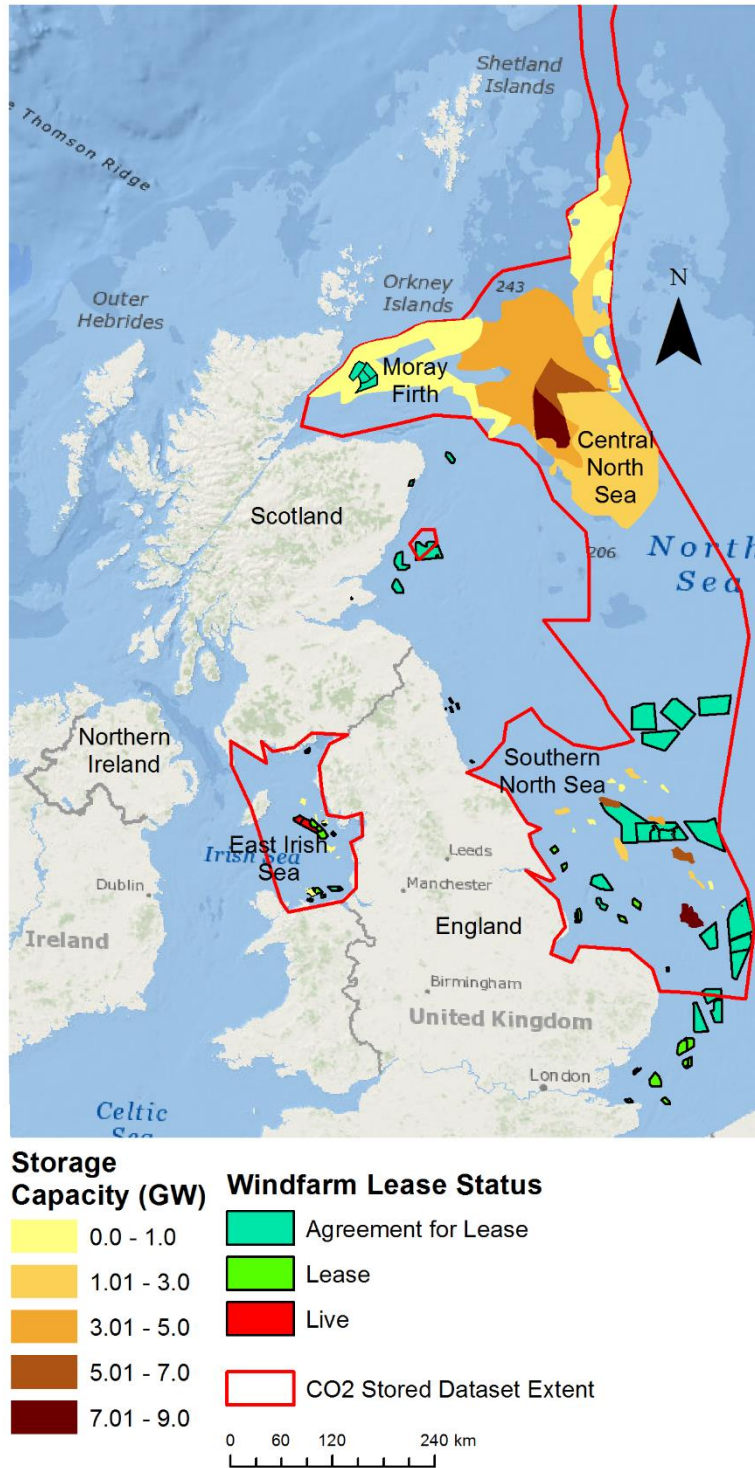 Shetland
Islands
e Thomson Ridge
Orkney
Islands
243
Outer
Hebrides
N
Moray
Firth
Central
North
Sea
Scotland
206
North
Sea
Northern
Ireland
Southern
North Sea
East Irish
Sea
Irish Sea
Leeds
Dublin
Manchester
England
Ireland
Birmingham
United Kingdom
London
Celtic
Sea
Storage
Capacity (GW)
0.0 - 1.0
1.01 - 3.0
3.01 - 5.0
5.01 - 7.0
7.01 - 9.0
Windfarm Lease Status
Agreement for Lease
Lease
Live
CO2 Stored Dataset Extent
0 60 120 240 km